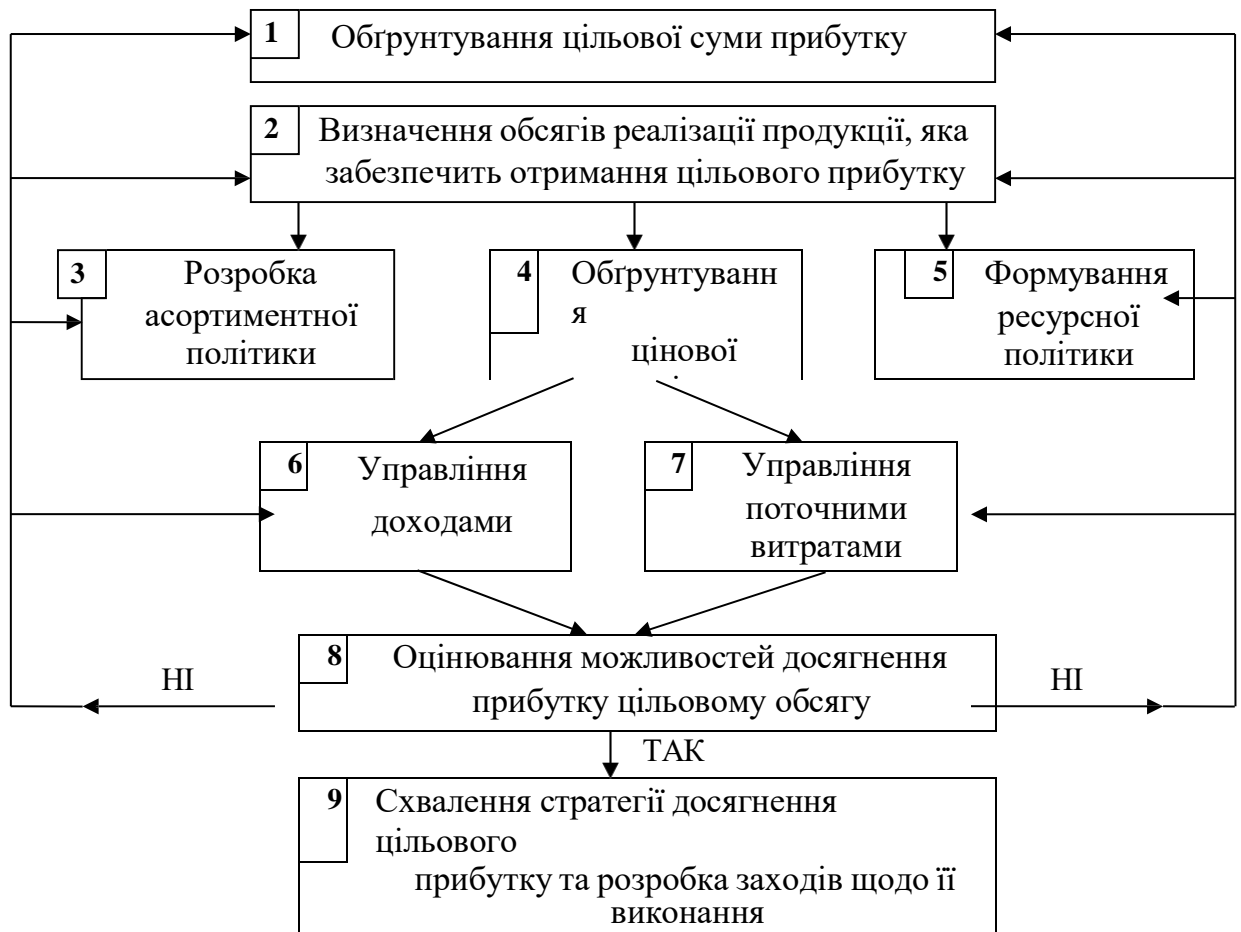 1
Обґрунтування цільової суми прибутку
2
Визначення обсягів реалізації продукції, яка
забезпечить отримання цільового прибутку
3
Розробка
асортиментної
політики
4
Обґрунтуванн
я
цінової
5
Формування
ресурсної
політики
6
Управління
доходами
7
Управління
поточними
витратами
8
Оцінювання можливостей досягнення
прибутку цільовому обсягу
НІ
НІ
ТАК
9
Схвалення стратегії досягнення
цільового
прибутку та розробка заходів щодо її
виконання